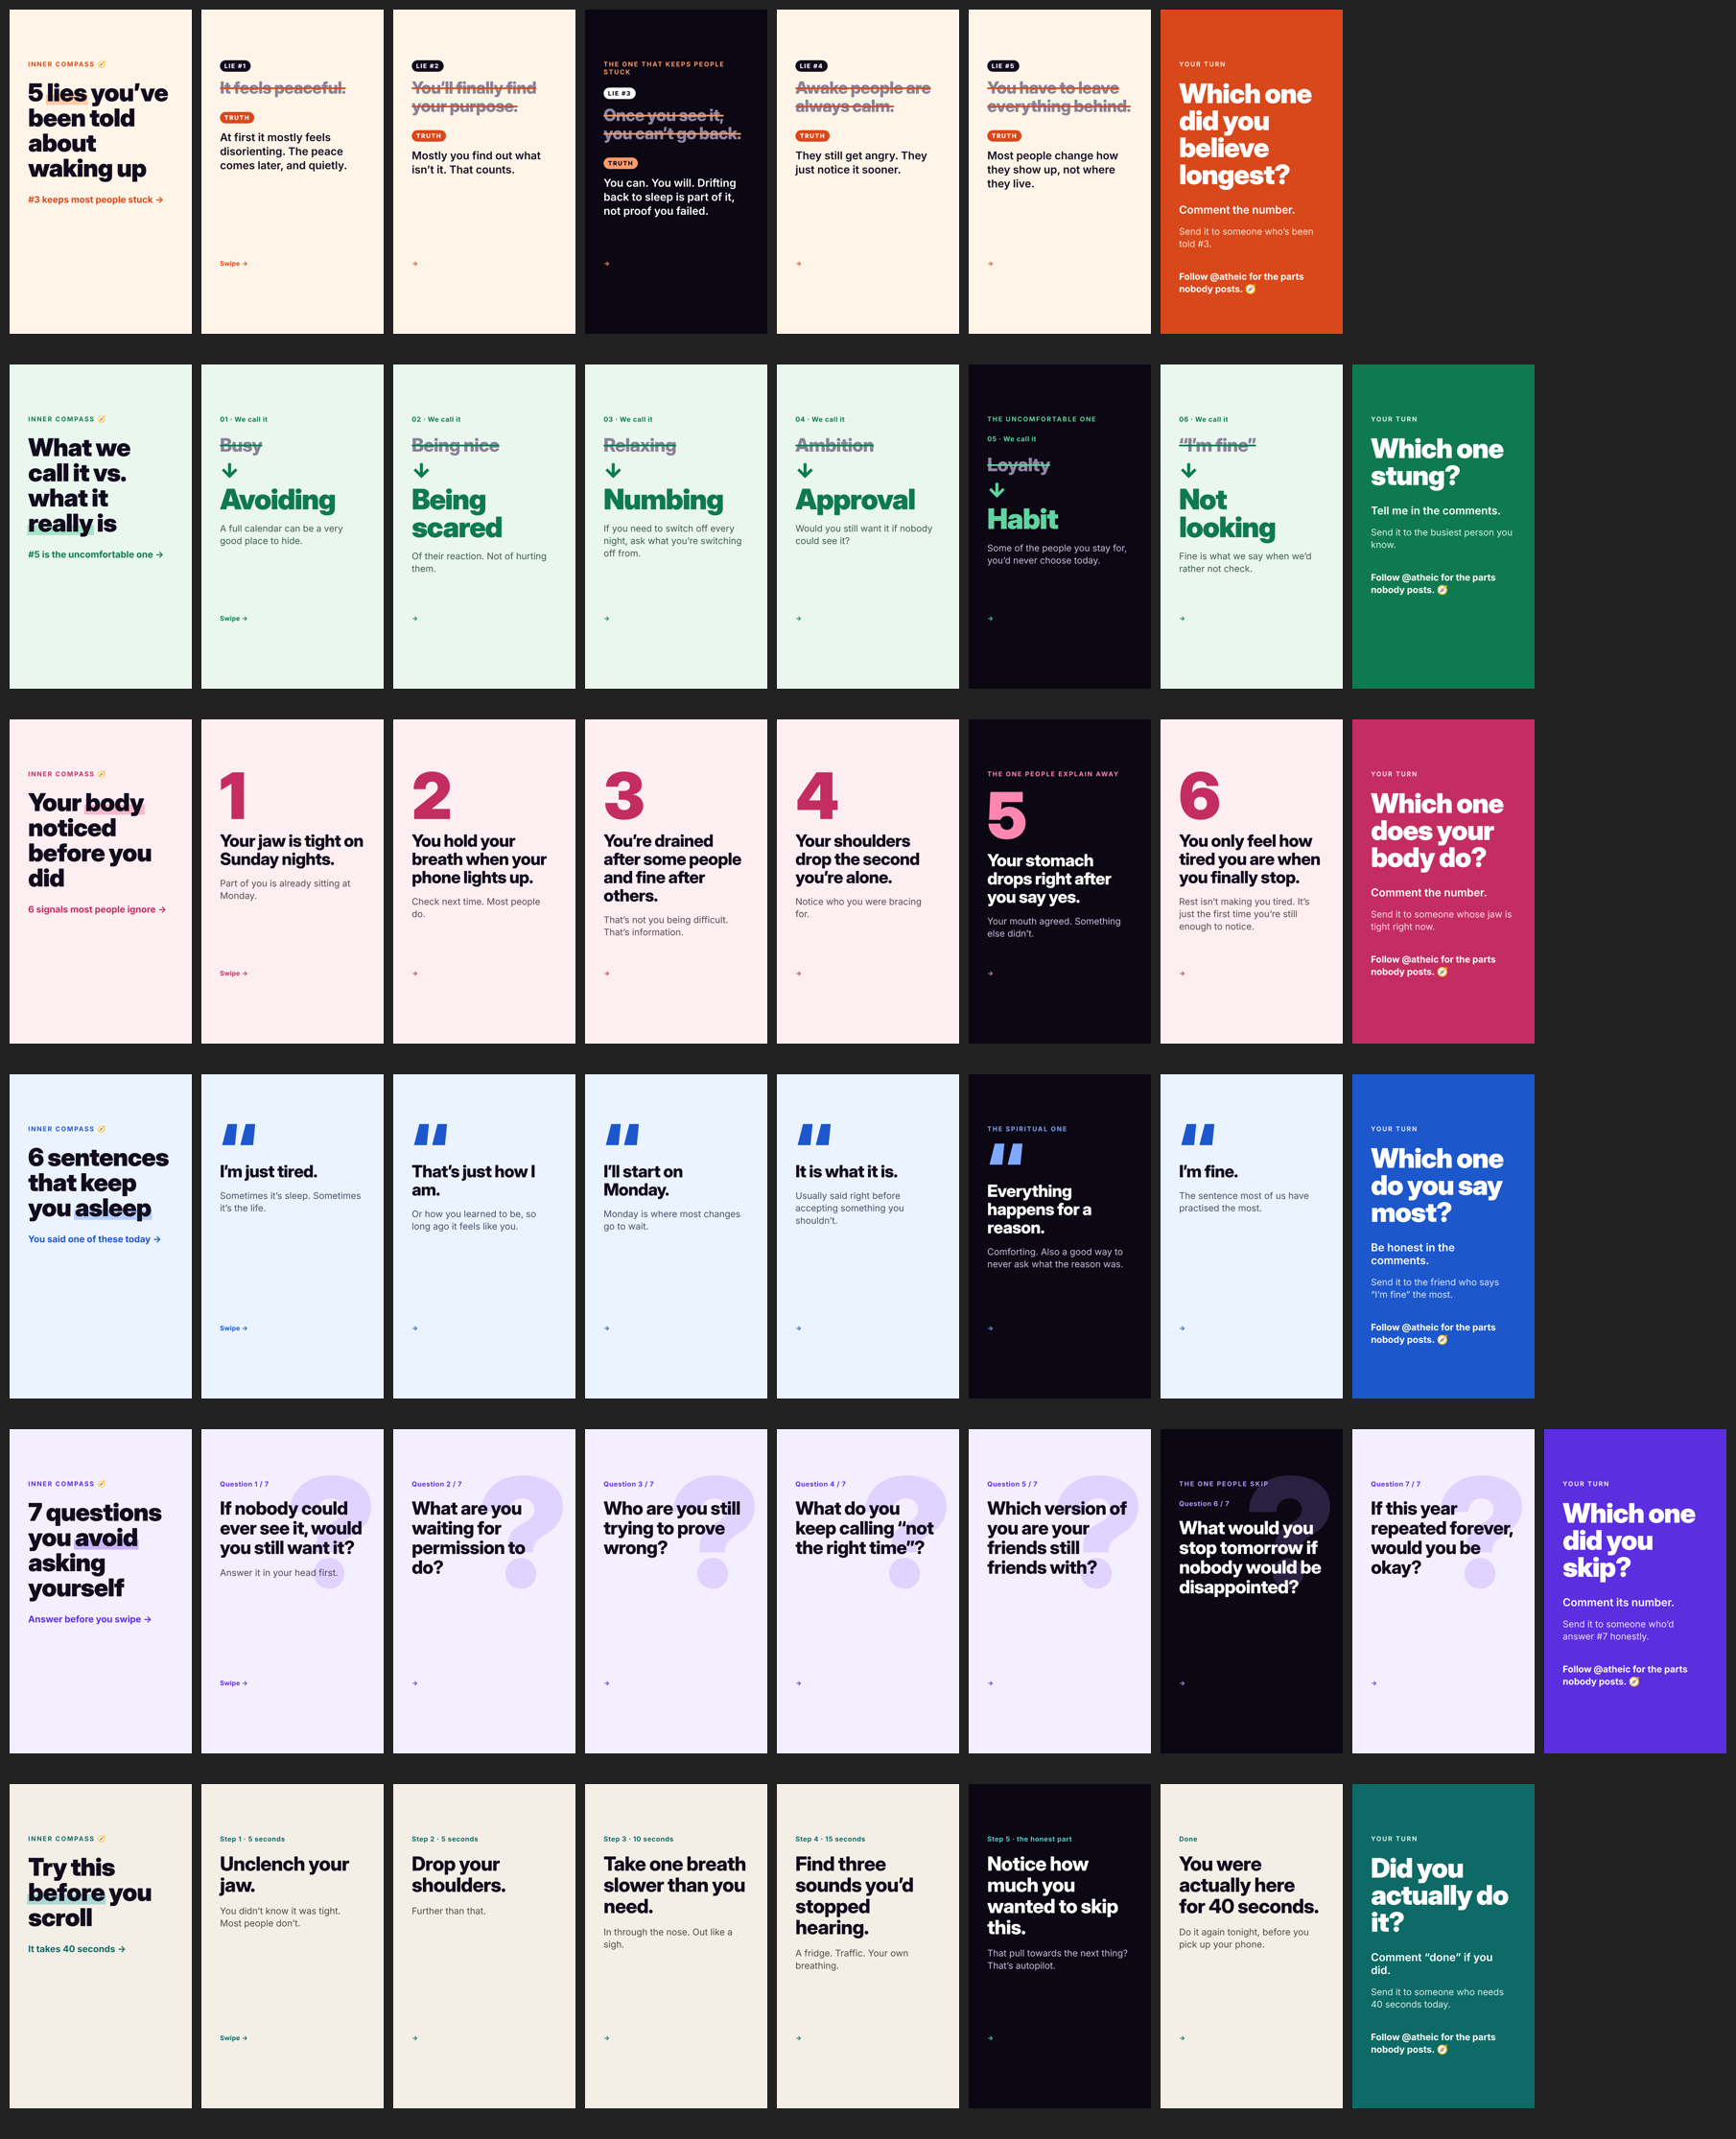 INNER COMPASS 🧭
5 lies you’ve
been told
about
waking up
#3 keeps most people stuck →
LIE #1
It feels peaceful.
TRUTH
At first it mostly feels
disorienting. The peace
comes later, and quietly.
Swipe →
LIE #2
You’ll finally find
your purpose.
TRUTH
Mostly you find out what
isn’t it. That counts.
→
THE ONE THAT KEEPS PEOPLE
STUCK
LIE #3
Once you see it,
you can’t go back.
TRUTH
You can. You will. Drifting
back to sleep is part of it,
not proof you failed.
→
LIE #4
Awake people are
always calm.
TRUTH
They still get angry. They
just notice it sooner.
→
LIE #5
You have to leave
everything behind.
TRUTH
Most people change how
they show up, not where
they live.
→
YOUR TURN
Which one
did you
believe
longest?
Comment the number.
Send it to someone who’s been
told #3.
Follow @atheic for the parts
nobody posts. 🧭
INNER COMPASS 🧭
What we
call it vs.
what it
really is
#5 is the uncomfortable one →
01 · We call it
Busy
↓
Avoiding
A full calendar can be a very
good place to hide.
Swipe →
02 · We call it
Being nice
↓
Being
scared
Of their reaction. Not of hurting
them.
→
03 · We call it
Relaxing
↓
Numbing
If you need to switch off every
night, ask what you’re switching
off from.
→
04 · We call it
Ambition
↓
Approval
Would you still want it if nobody
could see it?
→
THE UNCOMFORTABLE ONE
05 · We call it
Loyalty
↓
Habit
Some of the people you stay for,
you’d never choose today.
→
06 · We call it
“I’m fine”
↓
Not
looking
Fine is what we say when we’d
rather not check.
→
YOUR TURN
Which one
stung?
Tell me in the comments.
Send it to the busiest person you
know.
Follow @atheic for the parts
nobody posts. 🧭
INNER COMPASS 🧭
Your body
noticed
before you
did
6 signals most people ignore →
1
Your jaw is tight on
Sunday nights.
Part of you is already sitting at
Monday.
Swipe →
2
You hold your
breath when your
phone lights up.
Check next time. Most people
do.
→
3
You’re drained
after some people
and fine after
others.
That’s not you being difficult.
That’s information.
→
4
Your shoulders
drop the second
you’re alone.
Notice who you were bracing
for.
→
THE ONE PEOPLE EXPLAIN AWAY
5
Your stomach
drops right after
you say yes.
Your mouth agreed. Something
else didn’t.
→
6
You only feel how
tired you are when
you finally stop.
Rest isn’t making you tired. It’s
just the first time you’re still
enough to notice.
→
YOUR TURN
Which one
does your
body do?
Comment the number.
Send it to someone whose jaw is
tight right now.
Follow @atheic for the parts
nobody posts. 🧭
INNER COMPASS 🧭
6 sentences
that keep
you asleep
You said one of these today →
"
I’m just tired.
Sometimes it’s sleep. Sometimes
it’s the life.
Swipe →
"
That’s just how I
am.
Or how you learned to be, so
long ago it feels like you.
→
"
I’ll start on
Monday.
Monday is where most changes
go to wait.
→
"
It is what it is.
Usually said right before
accepting something you
shouldn’t.
→
THE SPIRITUAL ONE
"
Everything
happens for a
reason.
Comforting. Also a good way to
never ask what the reason was.
→
"
I’m fine.
The sentence most of us have
practised the most.
→
YOUR TURN
Which one
do you say
most?
Be honest in the
comments.
Send it to the friend who says
“I’m fine” the most.
Follow @atheic for the parts
nobody posts. 🧭
INNER COMPASS 🧭
7 questions
you avoid
asking
yourself
Answer before you swipe →
?
Question 1 / 7
If nobody could
ever see it, would
you still want it?
Answer it in your head first.
Swipe →
?
Question 2 / 7
What are you
waiting for
permission to
do?
→
?
Question 3 / 7
Who are you still
trying to prove
wrong?
→
?
Question 4 / 7
What do you
keep calling “not
the right time”?
→
?
Question 5 / 7
Which version of
you are your
friends still
friends with?
→
?
THE ONE PEOPLE SKIP
Question 6 / 7
What would you
stop tomorrow if
nobody would be
disappointed?
→
?
Question 7 / 7
If this year
repeated forever,
would you be
okay?
→
YOUR TURN
Which one
did you
skip?
Comment its number.
Send it to someone who’d
answer #7 honestly.
Follow @atheic for the parts
nobody posts. 🧭
INNER COMPASS 🧭
Try this
before you
scroll
It takes 40 seconds →
Step 1 · 5 seconds
Unclench your
jaw.
You didn’t know it was tight.
Most people don’t.
Swipe →
Step 2 · 5 seconds
Drop your
shoulders.
Further than that.
→
Step 3 · 10 seconds
Take one breath
slower than you
need.
In through the nose. Out like a
sigh.
→
Step 4 · 15 seconds
Find three
sounds you’d
stopped
hearing.
A fridge. Traffic. Your own
breathing.
→
Step 5 · the honest part
Notice how
much you
wanted to skip
this.
That pull towards the next thing?
That’s autopilot.
→
Done
You were
actually here
for 40 seconds.
Do it again tonight, before you
pick up your phone.
→
YOUR TURN
Did you
actually do
it?
Comment “done” if you
did.
Send it to someone who needs
40 seconds today.
Follow @atheic for the parts
nobody posts. 🧭